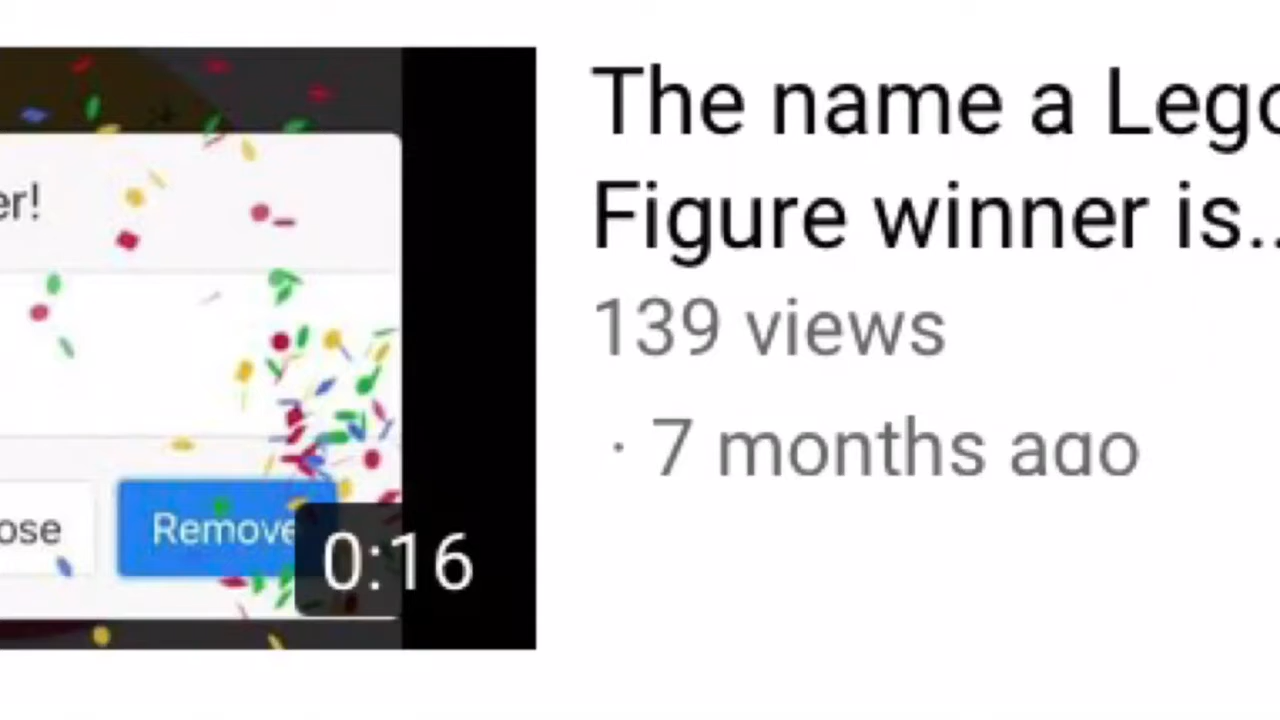 er!
ose
Remove
0:16
The name a Lego
Figure winner is..
139 views
· 7 months ago